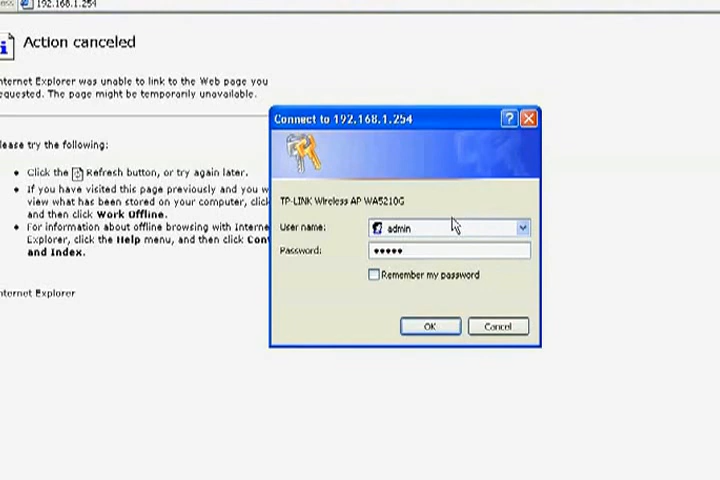 192.168.1.254
Action canceled
nternet Explorer was unable to link to the Web page you
equested. The page might be temporarily unavailable.
lease try the following:
Click the Refresh button, or try again later.
If you have visited this page previously and you w
view what has been stored on your computer, click
and then click Work Offline.
For information about offline browsing with Interne
Explorer, click the Help menu, and then click Con
and Index.
nternet Explorer
Connect to 192.168.1.254
TP-LINK Wireless AP WA5210G
User name: admin
Password: •••••
Remember my password
OK Cancel